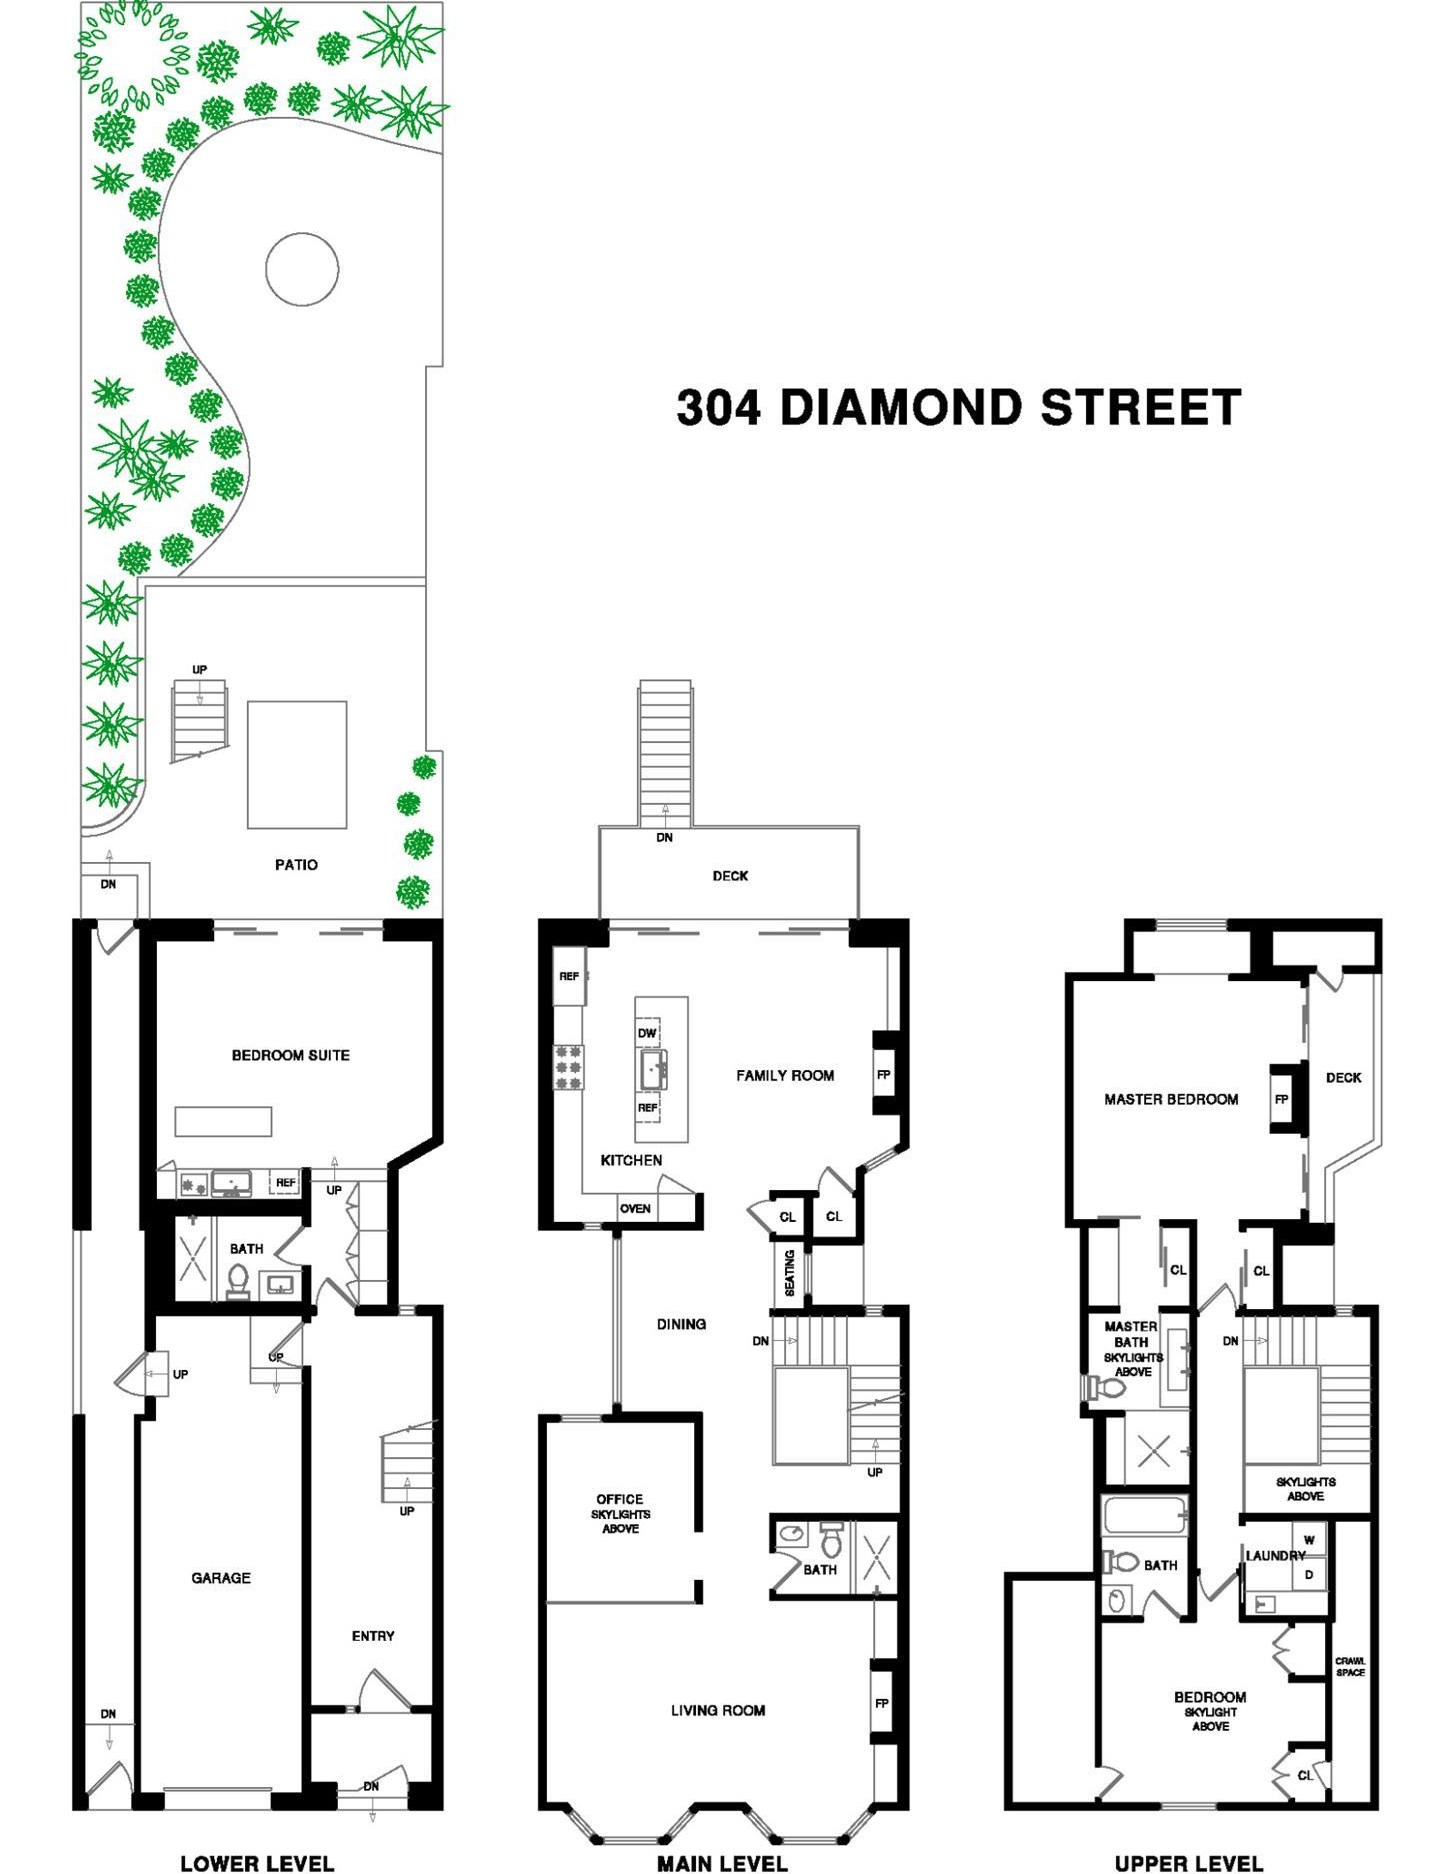 304 DIAMOND STREET
UP
PATIO
DN
BEDROOM SUITE
REF
UP
BATH
UP
UP
UP
GARAGE
ENTRY
DN
DN
LOWER LEVEL
DN
DECK
REF
DW
REF
FAMILY ROOM
FP
KITCHEN
OVEN
CL
CL
SEATING
DINING
DN
UP
OFFICE
SKYLIGHTS
ABOVE
BATH
LIVING ROOM
FP
MAIN LEVEL
MASTER BEDROOM
FP
DECK
CL
CL
MASTER
BATH
SKYLIGHTS
ABOVE
DN
SKYLIGHTS
ABOVE
W
LAUNDRY
D
BATH
CRAWL
SPACE
BEDROOM
SKYLIGHT
ABOVE
CL
UPPER LEVEL